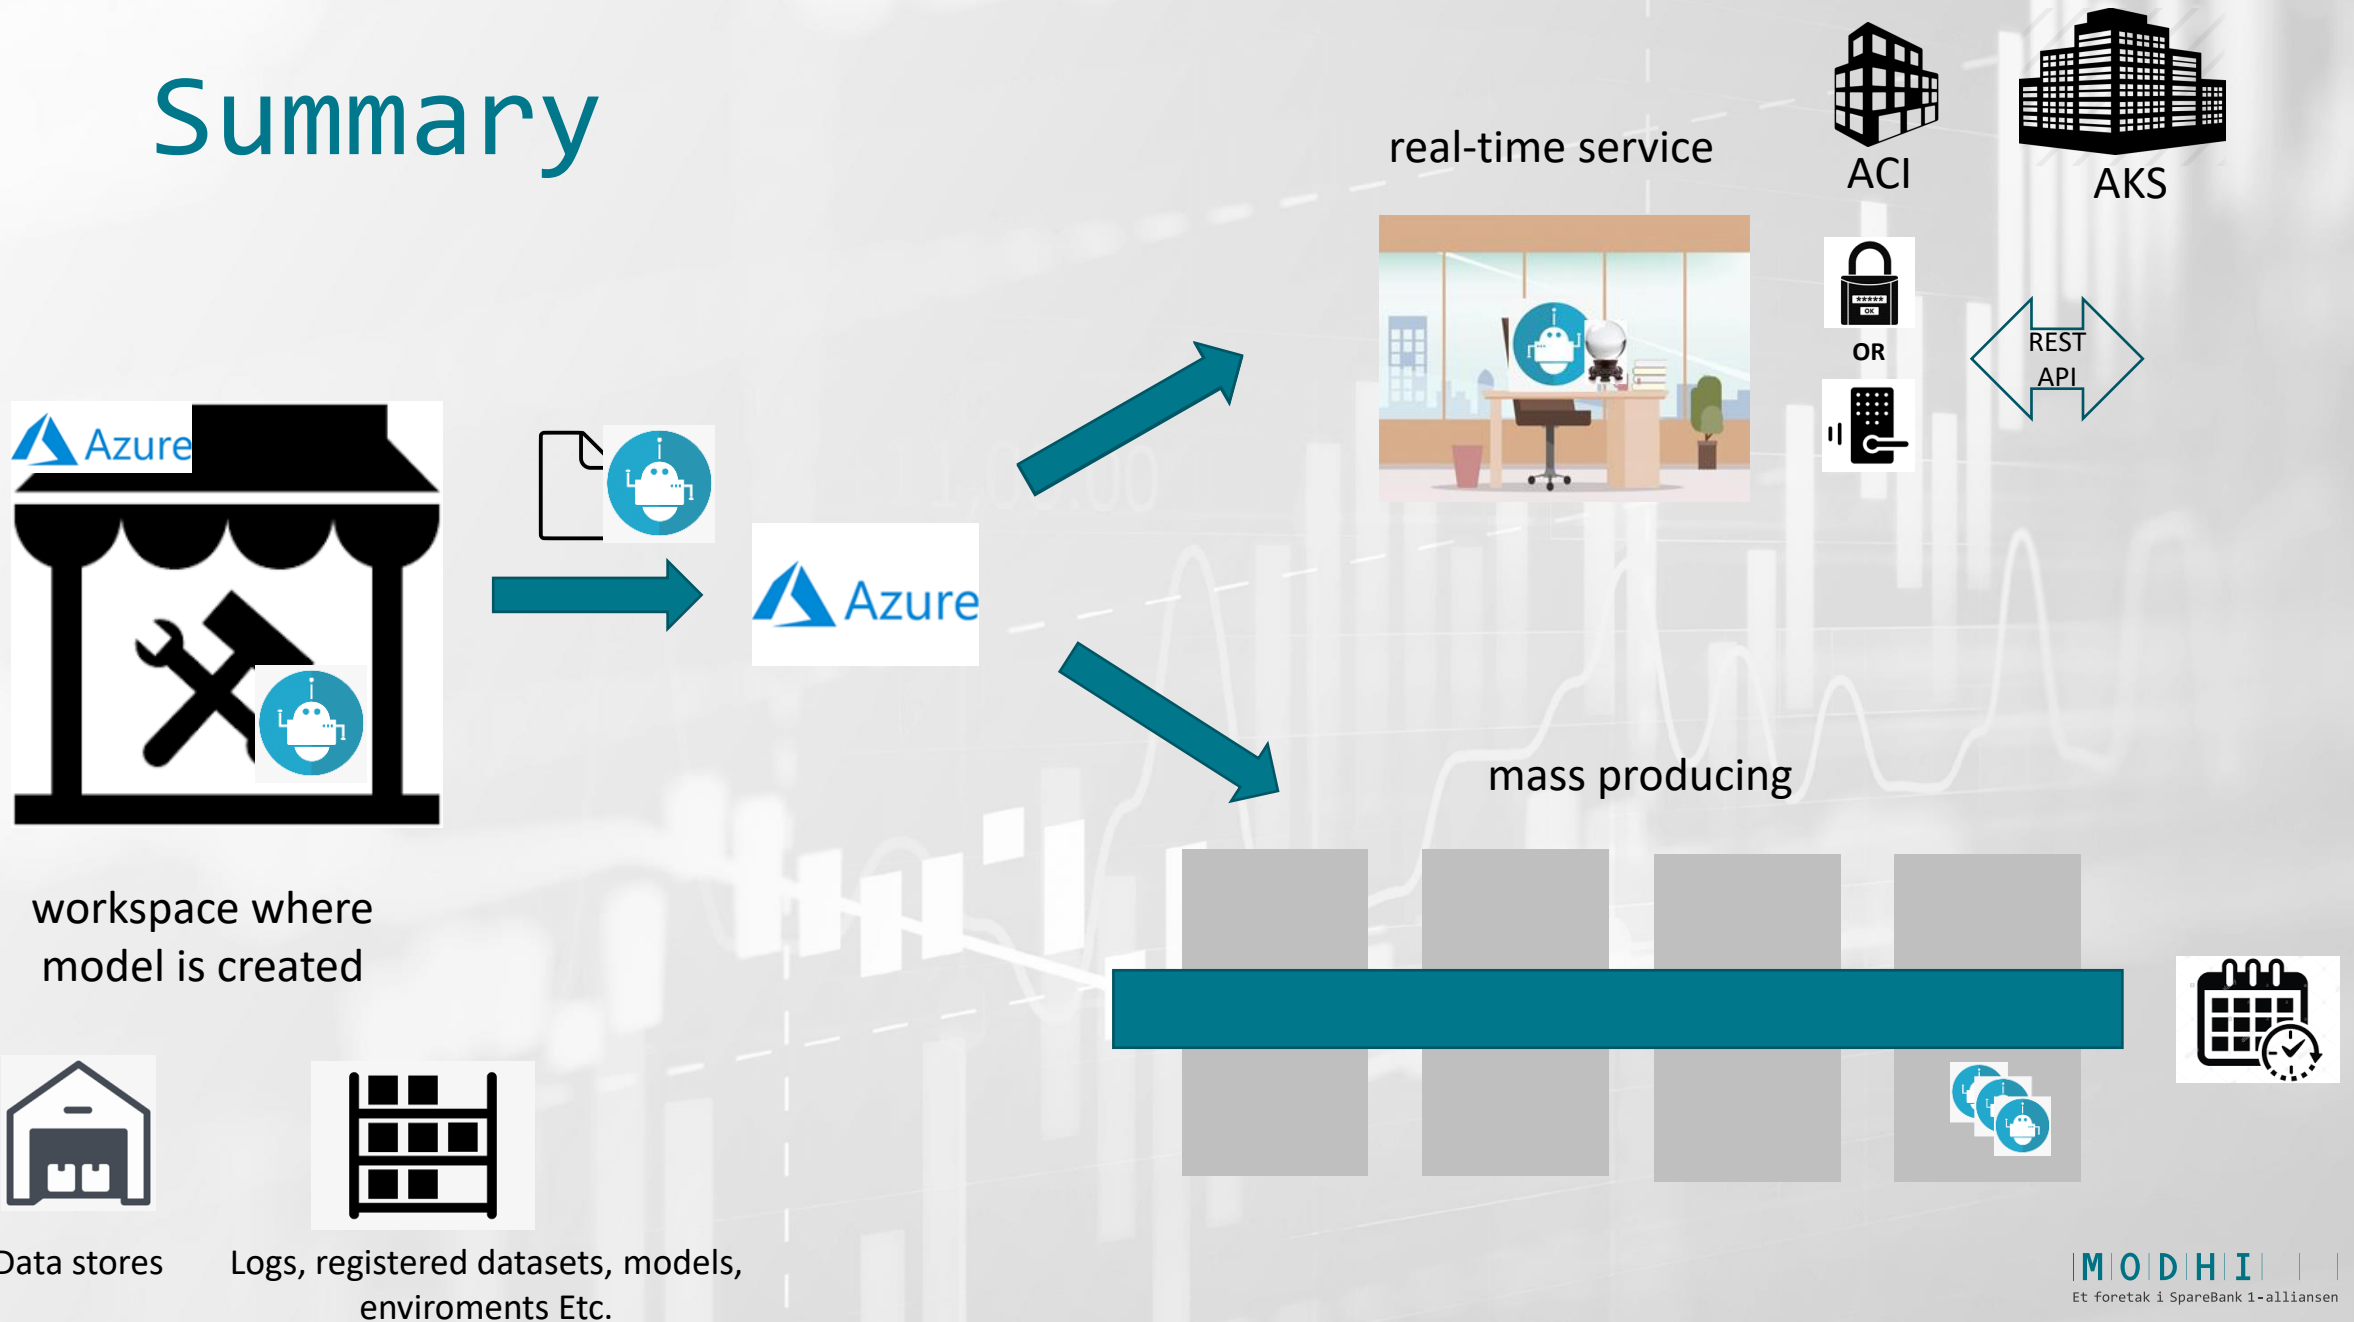 Summary
real-time service
ACI
AKS
*****
OK
OR
REST
API
Azure
Azure
mass producing
workspace where
model is created
Data stores
Logs, registered datasets, models,
enviroments Etc.
MODHI
Et foretak i SpareBank 1-alliansen